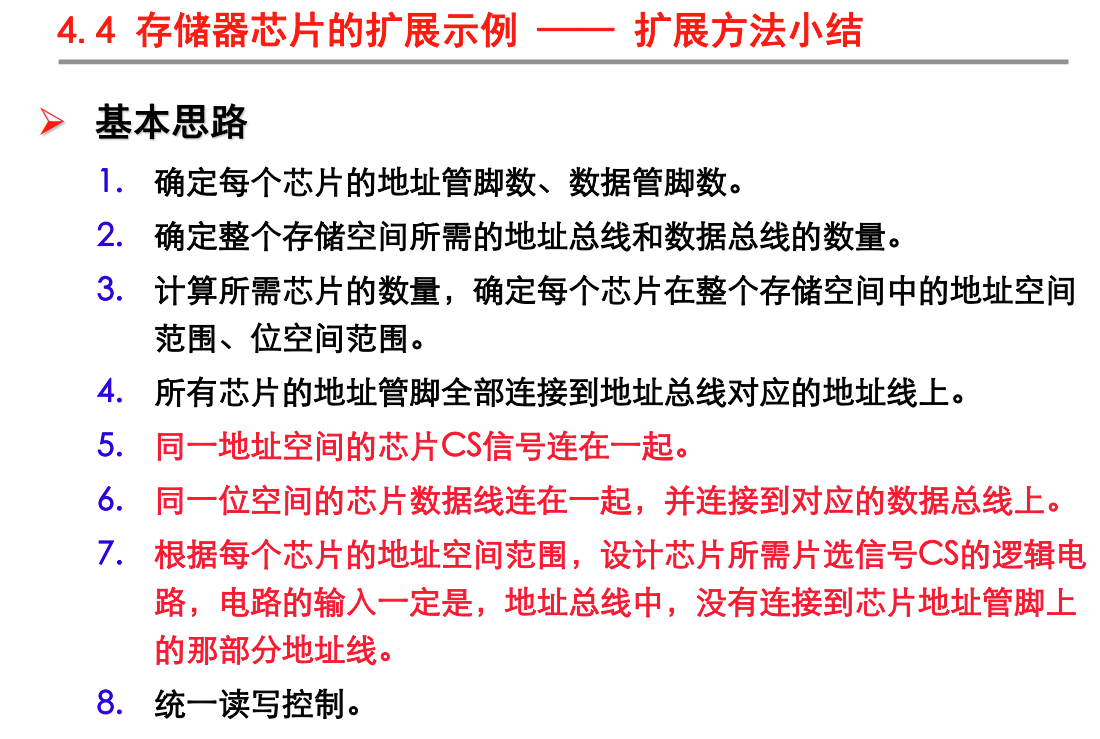 4.4 存储器芯片的扩展示例 —— 扩展方法小结
基本思路
1. 确定每个芯片的地址管脚数、数据管脚数。
2. 确定整个存储空间所需的地址总线和数据总线的数量。
3. 计算所需芯片的数量，确定每个芯片在整个存储空间中的地址空间
范围、位空间范围。
4. 所有芯片的地址管脚全部连接到地址总线对应的地址线上。
5. 同一地址空间的芯片CS信号连在一起。
6. 同一位空间的芯片数据线连在一起，并连接到对应的数据总线上。
7. 根据每个芯片的地址空间范围，设计芯片所需片选信号CS的逻辑电
路，电路的输入一定是，地址总线中，没有连接到芯片地址管脚上
的那部分地址线。
8. 统一读写控制。